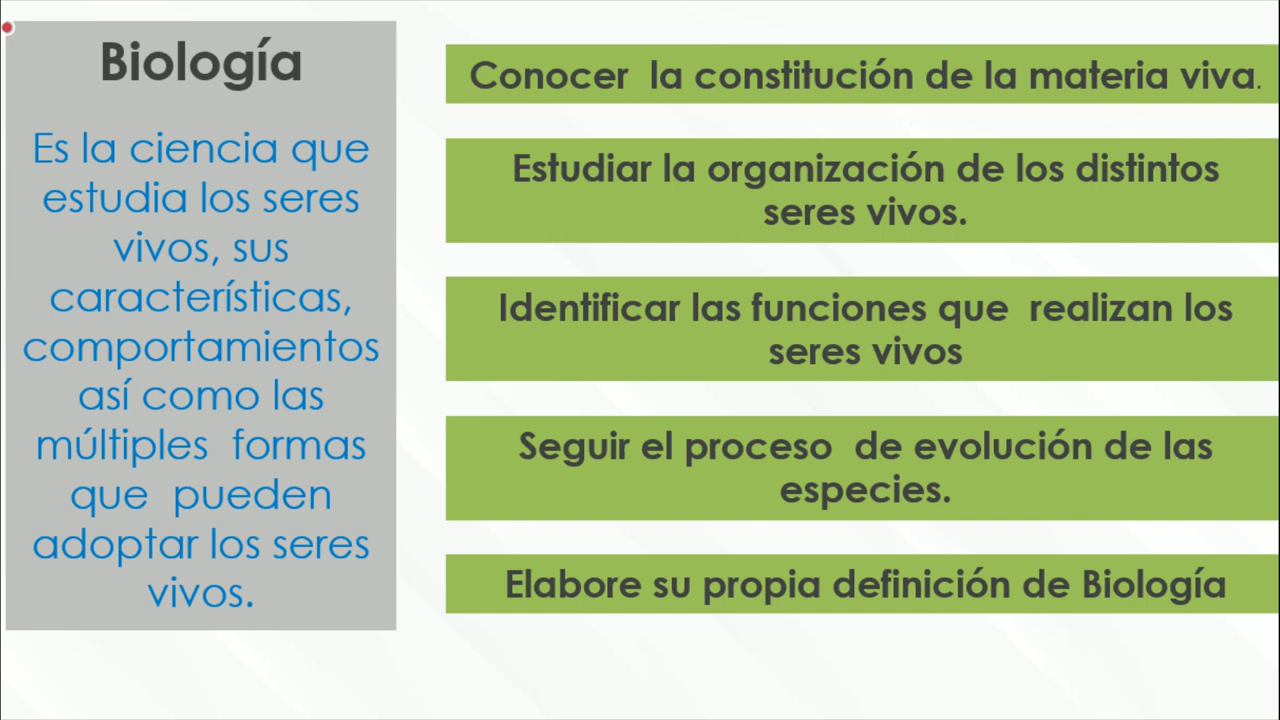 Biología
Es la ciencia que
estudia los seres
vivos, sus
características,
comportamientos
así como las
múltiples formas
que pueden
adoptar los seres
vivos.
Conocer la constitución de la materia viva.
Estudiar la organización de los distintos
seres vivos.
Identificar las funciones que realizan los
seres vivos
Seguir el proceso de evolución de las
especies.
Elabore su propia definición de Biología